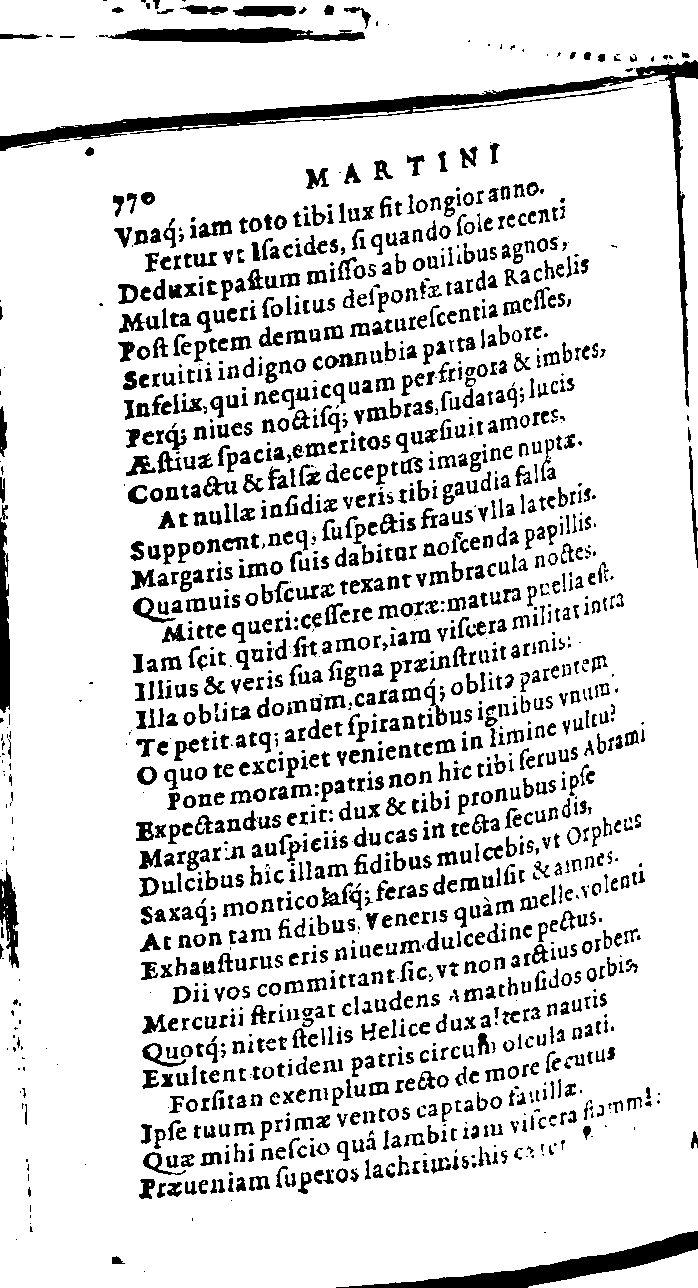 770 MARTINI
Vnaq́; iam toto tibi lux ſit longior anno.
Fertur vt Iſacides, ſi quando ſole recenti
Deduxit paſtum miſſos ab ouilibus agnos,
Multa queri ſolitus deſponſæ tarda Rachelis
Poſt ſeptem demum matureſcentia meſſes,
Seruitii indigno connubia parta labore.
Infelix, qui nequicquam per frigora & imbres,
Perq́; niues noctiſq́; vmbras, ſudataq́; lucis
Æſtiuæ ſpacia, emeritos quæſiuit amores,
Contactu & falſæ deceptus imagine nuptæ.
At nullæ inſidiæ veris tibi gaudia falſa
Supponent, neq; ſuſpectis fraus vlla latebris.
Margaris imo ſuis dabitur noſcenda papillis.
Quamuis obſcuræ texant vmbracula noctes.
Mitte queri: ceſſere moræ: matura puella eſt.
Iam ſcit quid ſit amor, iam viſcera militat intra
Illius & veris ſua ſigna præinſtruit armis:
Illa oblita domum, caramq́; oblita parentem
Te petit atq; ardet ſpirantibus ignibus vnum.
O quo te excipiet venientem in limine vultu?
Pone moram: patris non hic tibi ſeruus Abrami
Expectandus erit: dux & tibi pronubus ipſe
Margarin auſpiciis ducas in tecta ſecundis,
Dulcibus hic illam fidibus mulcebis, vt Orpheus
Saxaq́; monticolaſq́; feras demulſit & amnes.
At non tam fidibus, Veneris quàm melle volenti
Exhauſturus eris niueum dulcedine pectus.
Dii vos committant ſic, vt non arctius orbem
Mercurii ſtringat claudens Amathuſidos orbis,
Quotq́; nitet ſtellis Helice dux altera nautis
Exultent totidem patris circum oſcula nati.
Forſitan exemplum recto de more ſecutus
Ipſe tuum primæ ventos captabo fauillæ.
Quæ mihi neſcio quâ lambit iam viſcera flamma:
Præueniam ſuperos lachrimis: his